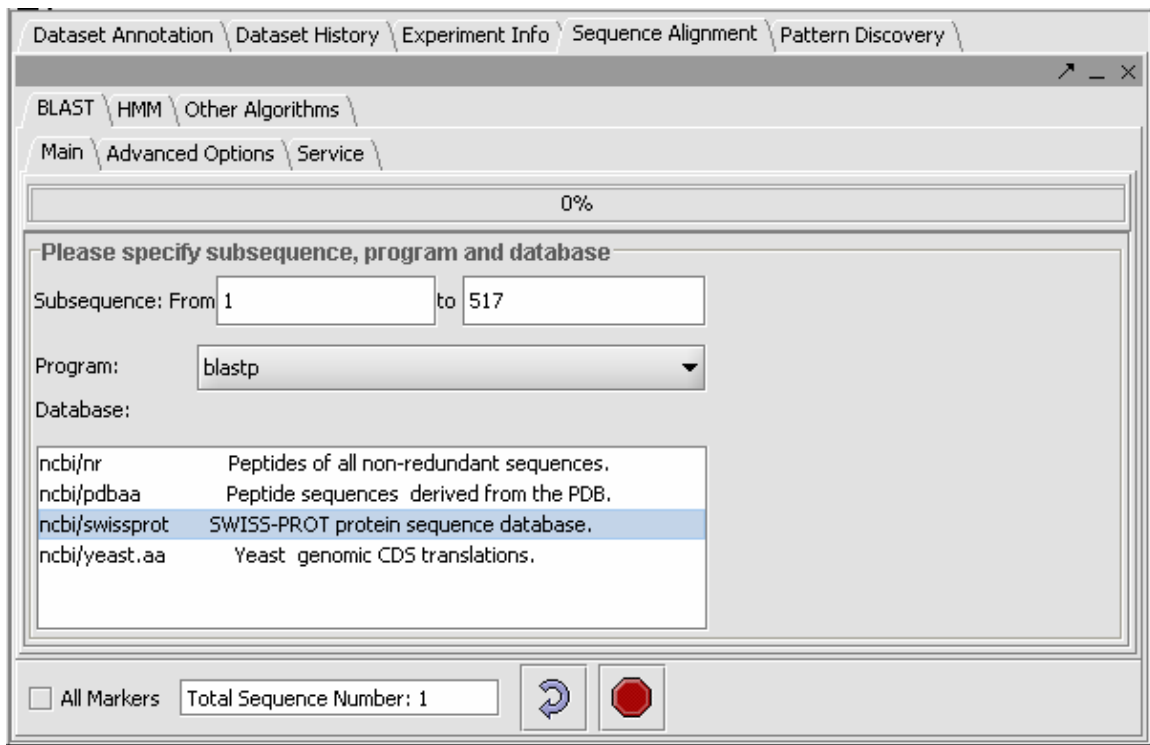 Dataset Annotation Dataset History Experiment Info Sequence Alignment Pattern Discovery
BLAST HMM Other Algorithms
Main Advanced Options Service
0%
Please specify subsequence, program and database
Subsequence: From 1 to 517
Program: blastp
Database:
ncbi/nr Peptides of all non-redundant sequences.
ncbi/pdbaa Peptide sequences derived from the PDB.
ncbi/swissprot SWISS-PROT protein sequence database.
ncbi/yeast.aa Yeast genomic CDS translations.
All Markers Total Sequence Number: 1